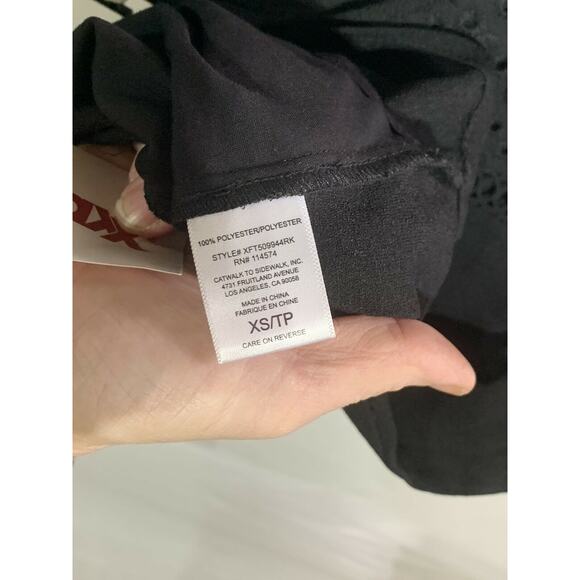 100% POLYESTER/POLYESTER
STYLE# XFT509944RK
RN# 114574
CATWALK TO SIDEWALK, INC.
4731 FRUITLAND AVENUE
LOS ANGELES, CA 90058
MADE IN CHINA
FABRIQUE EN CHINE
XS/TP
CARE ON REVERSE